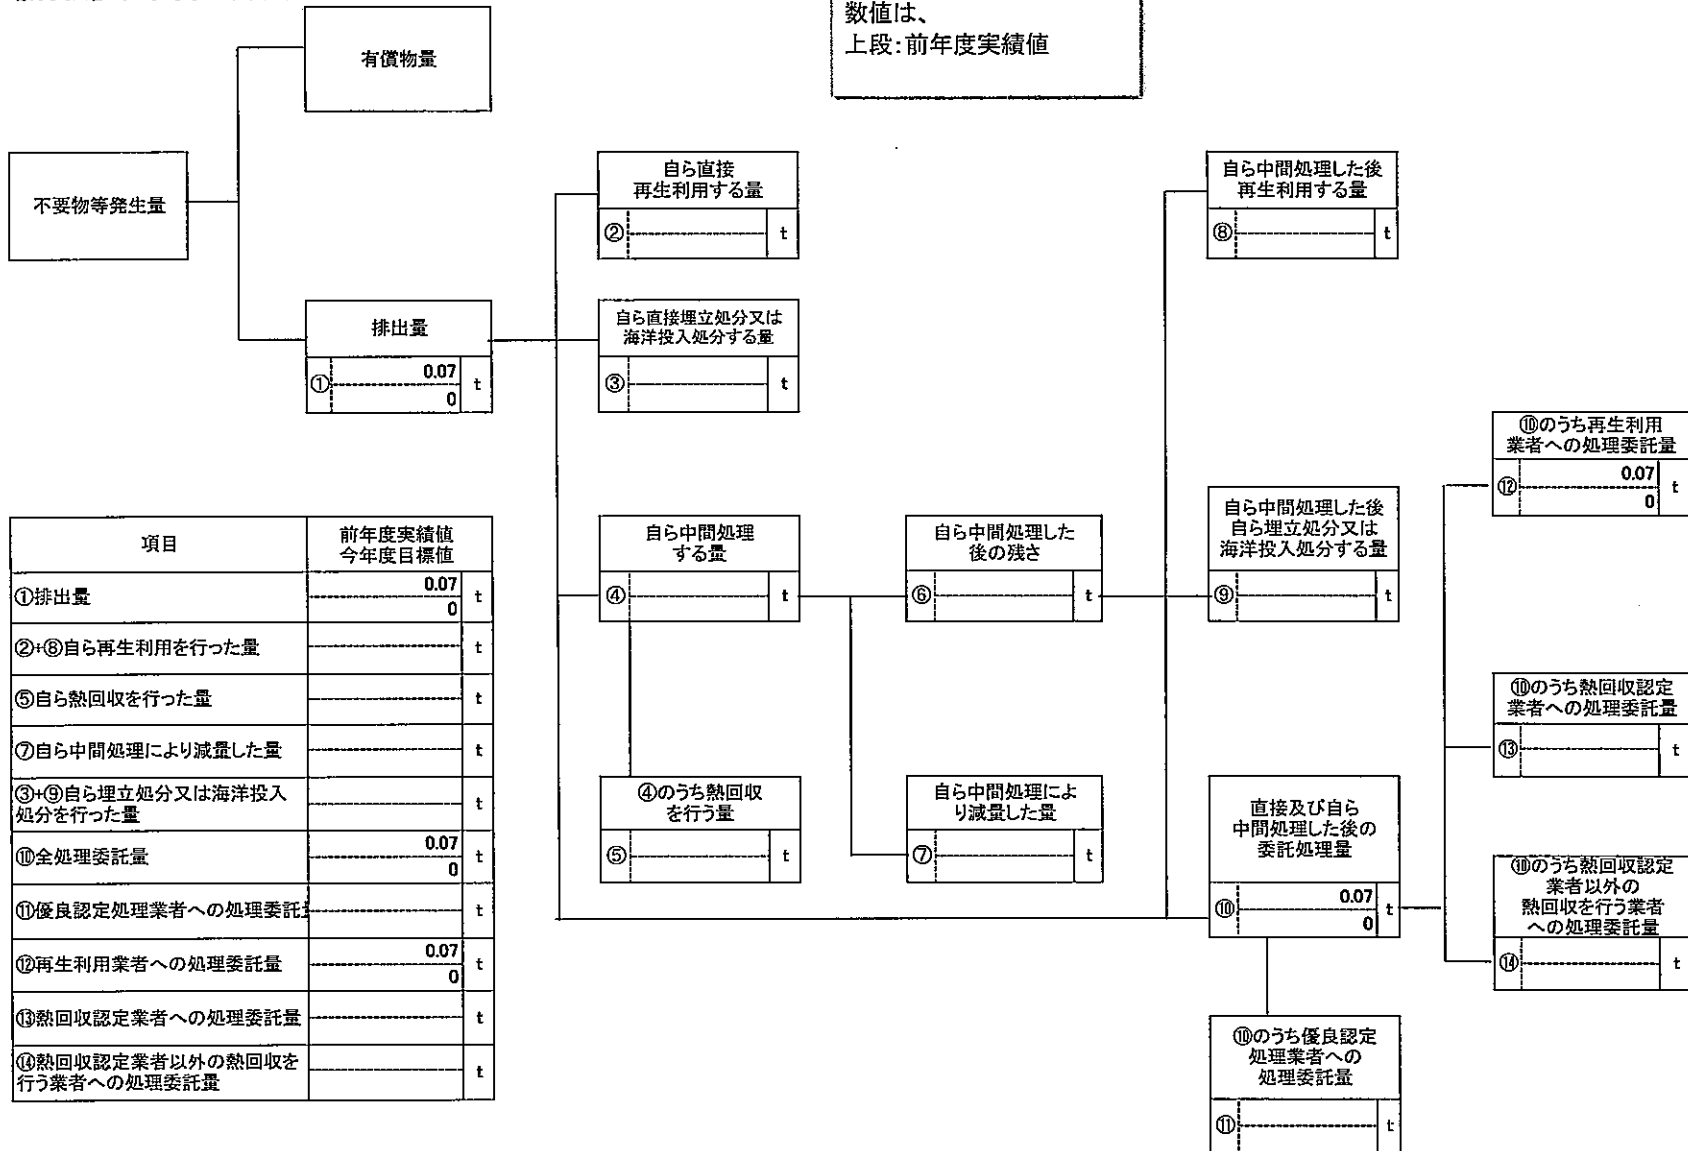 数値は、
上段:前年度実績値
有償物量
不要物等発生量
排出量
① 0.07 t
0
自ら直接
再生利用する量
② t
自ら直接埋立処分又は
海洋投入処分する量
③ t
自ら中間処理
する量
④ t
④のうち熱回収
を行う量
⑤ t
自ら中間処理した
後の残さ
⑥ t
自ら中間処理によ
り減量した量
⑦ t
自ら中間処理した後
再生利用する量
⑧ t
自ら中間処理した後
自ら埋立処分又は
海洋投入処分する量
⑨ t
直接及び自ら
中間処理した後の
委託処理量
⑩ 0.07 t
0
⑩のうち優良認定
処理業者への
処理委託量
⑪ t
⑩のうち再生利用
業者への処理委託量
⑫ 0.07 t
0
⑩のうち熱回収認定
業者への処理委託量
⑬ t
⑩のうち熱回収認定
業者以外の
熱回収を行う業者
への処理委託量
⑭ t
項目 前年度実績値
今年度目標値
①排出量 0.07 t
0
②+⑧自ら再生利用を行った量 t
⑤自ら熱回収を行った量 t
⑦自ら中間処理により減量した量 t
③+⑨自ら埋立処分又は海洋投入
処分を行った量 t
⑩全処理委託量 0.07 t
0
⑪優良認定処理業者への処理委託 t
⑫再生利用業者への処理委託量 0.07 t
0
⑬熱回収認定業者への処理委託量 t
⑭熱回収認定業者以外の熱回収を
行う業者への処理委託量 t